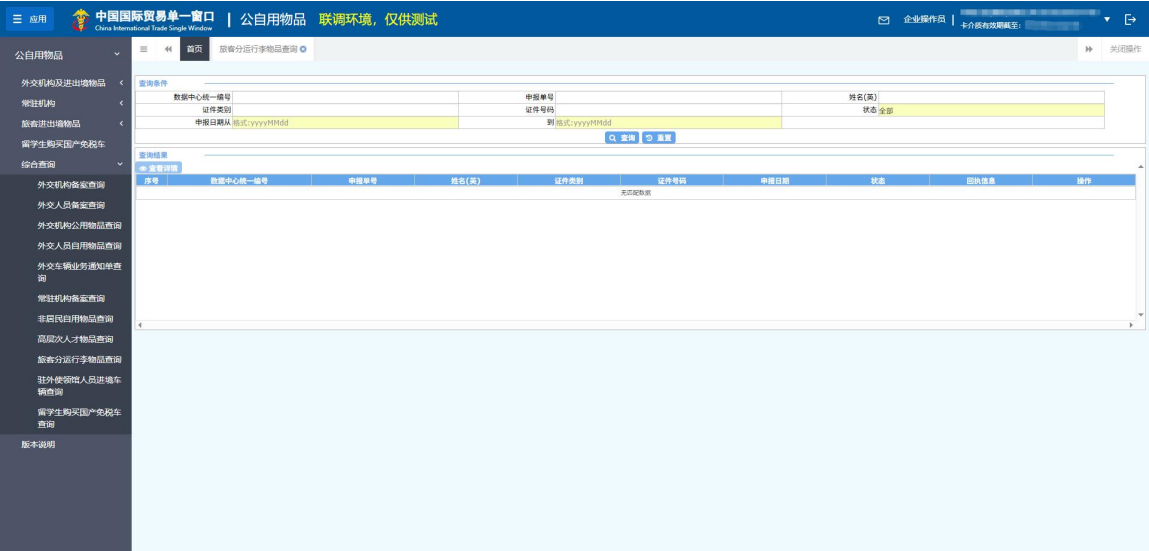 应用
中国国际贸易单一窗口
China International Trade Single Window
公自用物品
联调环境，仅供测试
企业操作员
卡介质有效期截至:
公自用物品
首页
旅客分运行李物品查询
关闭操作
外交机构及进出境物品
常驻机构
旅客进出境物品
留学生购买国产免税车
综合查询
外交机构备案查询
外交人员备案查询
外交机构公用物品查询
外交人员自用物品查询
外交车辆业务通知单查
询
常驻机构备案查询
非居民自用物品查询
高层次人才物品查询
旅客分运行李物品查询
驻外使领馆人员进境车
辆查询
留学生购买国产免税车
查询
版本说明
查询条件
数据中心统一编号
申报单号
姓名(英)
证件类别
证件号码
状态 全部
申报日期从 格式:yyyyMMdd
到 格式:yyyyMMdd
查询 重置
查询结果
查看详情
序号 数据中心统一编号 申报单号 姓名(英) 证件类别 证件号码 申报日期 状态 回执信息 操作
无匹配数据